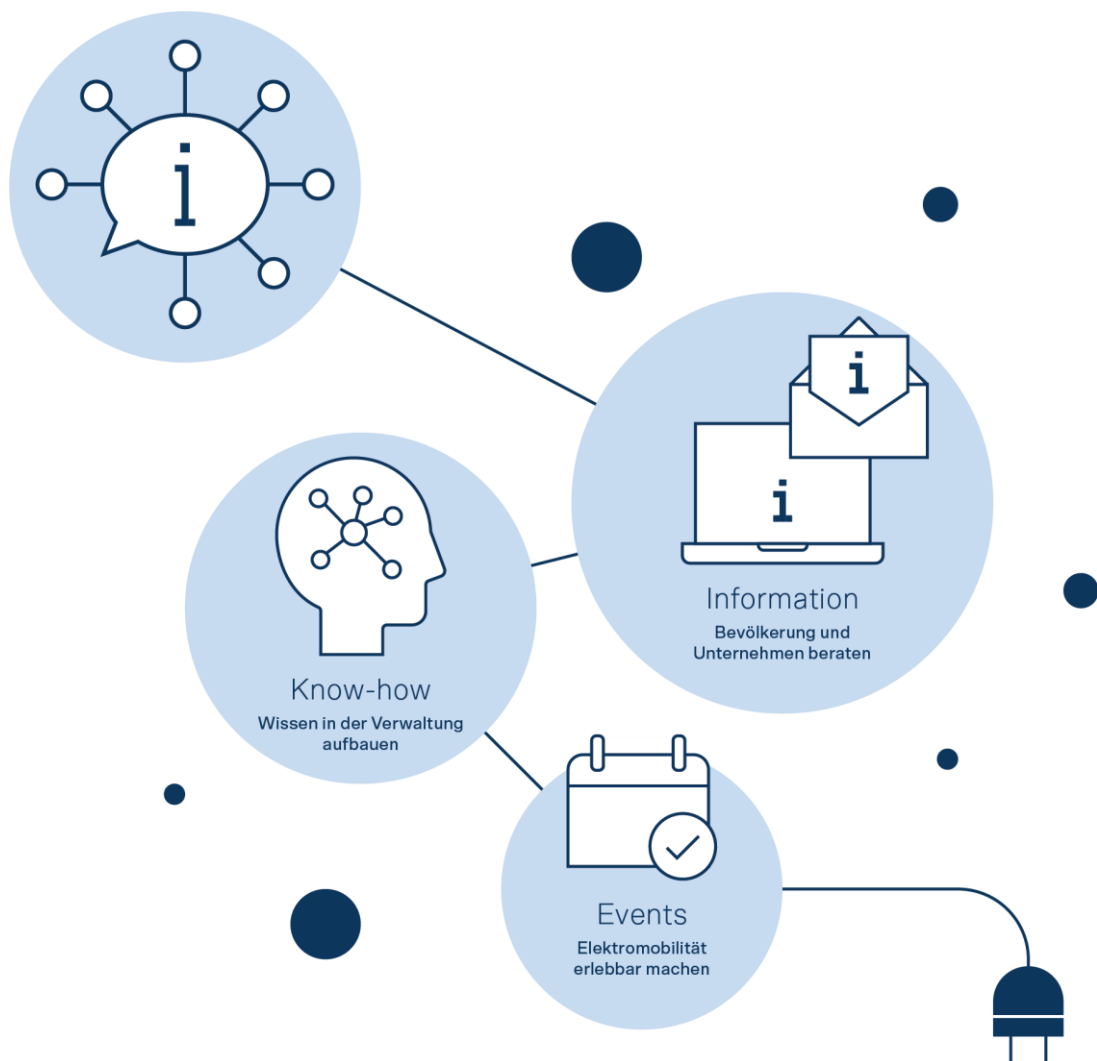 i
i
i
Information
Bevölkerung und
Unternehmen beraten
Know-how
Wissen in der Verwaltung
aufbauen
Events
Elektromobilität
erlebbar machen